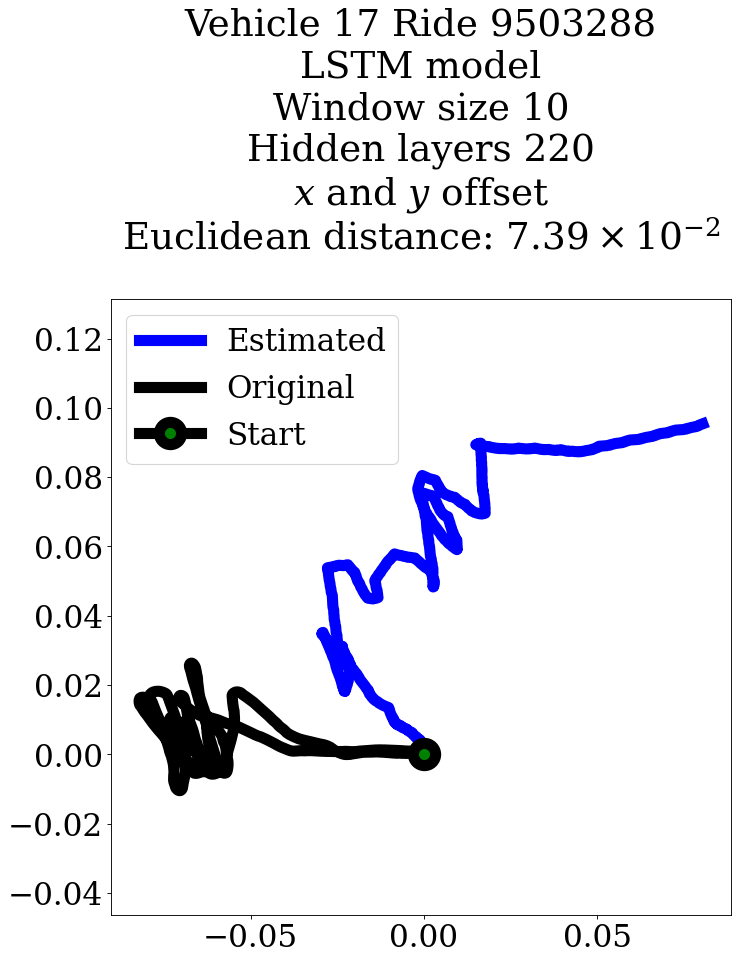 Vehicle 17 Ride 9503288
LSTM model
Window size 10
Hidden layers 220
x and y offset
Euclidean distance: 7.39 × 10⁻²
Estimated
Original
Start
0.12
0.10
0.08
0.06
0.04
0.02
0.00
−0.02
−0.04
−0.05 0.00 0.05